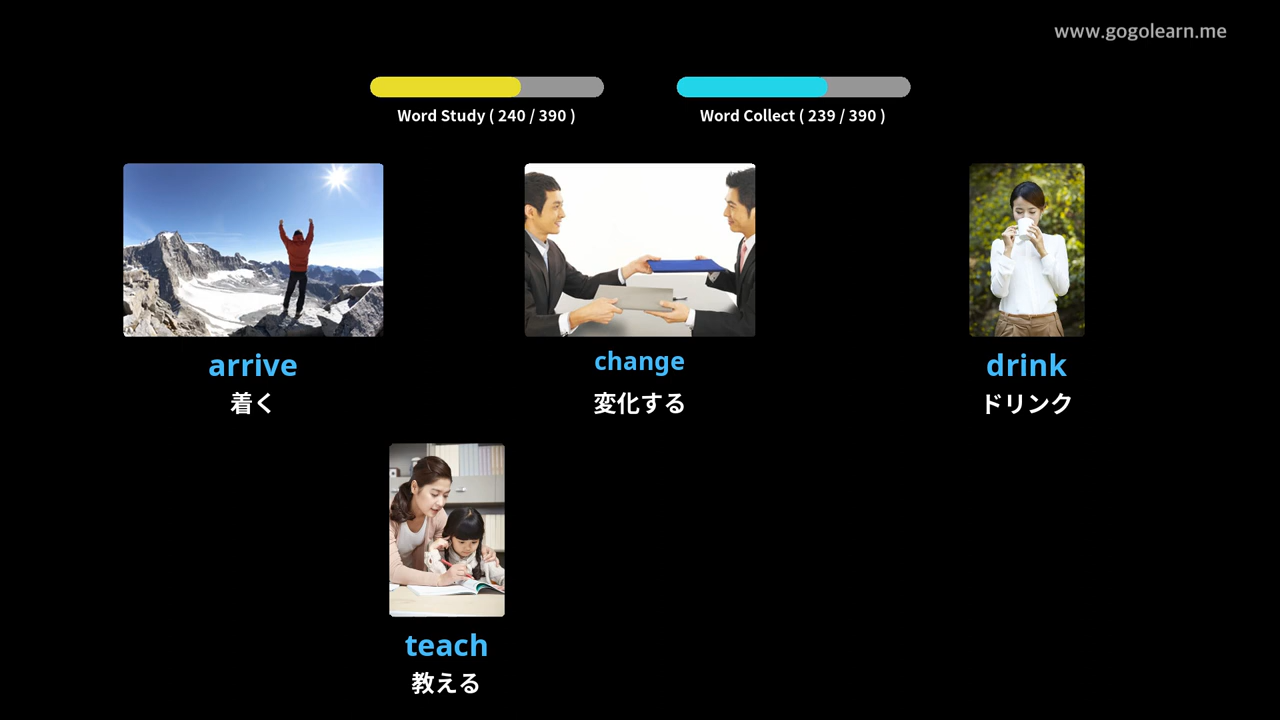 www.gogolearn.me
Word Study ( 240 / 390 )
Word Collect ( 239 / 390 )
arrive
着く
change
変化する
drink
ドリンク
teach
教える